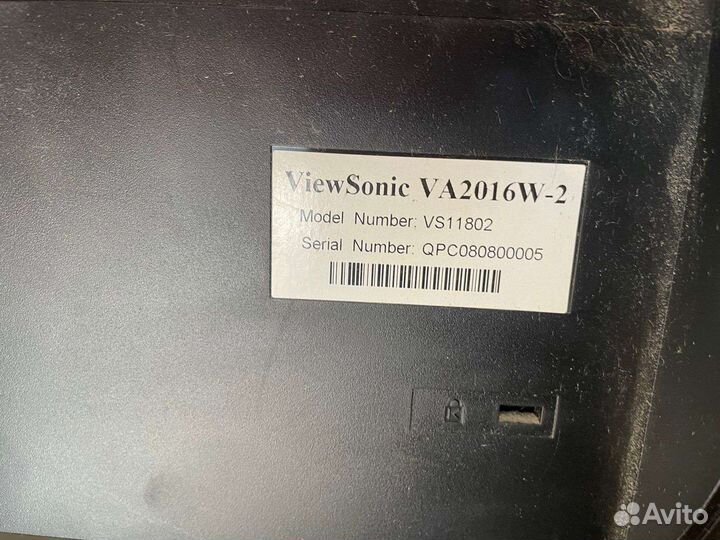 ViewSonic VA2016W-2
Model Number: VS11802
Serial Number: QPC080800005
Avito